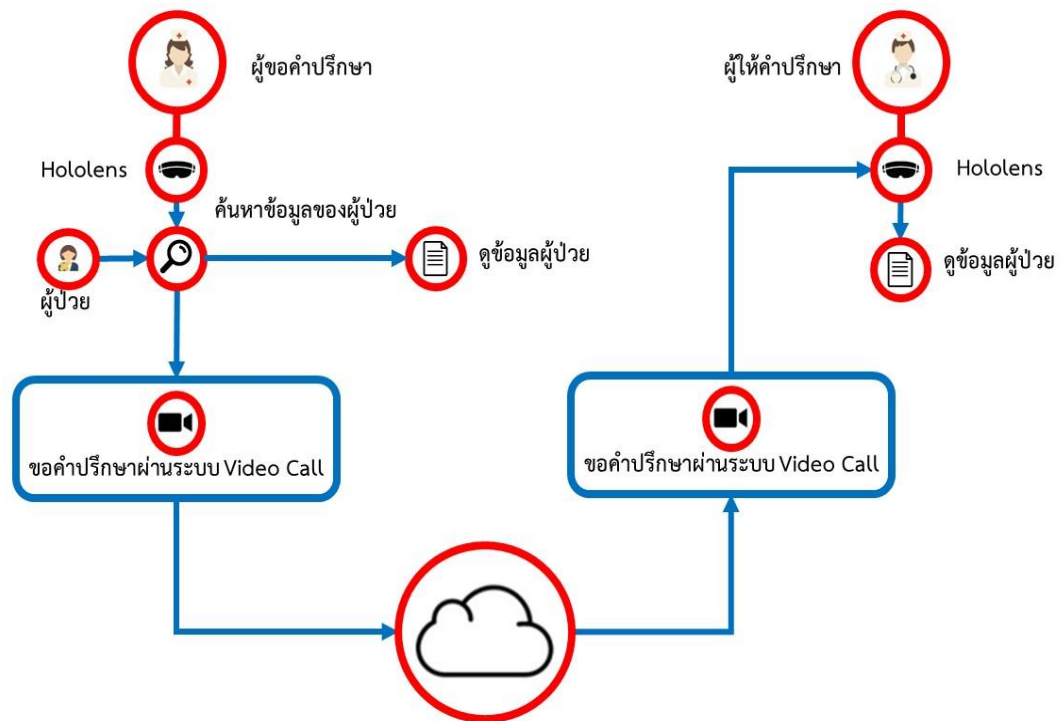 ผู้ขอคำปรึกษา
ผู้ให้คำปรึกษา
Hololens
Hololens
ค้นหาข้อมูลของผู้ป่วย
ดูข้อมูลผู้ป่วย
ดูข้อมูลผู้ป่วย
ผู้ป่วย
ขอคำปรึกษาผ่านระบบ Video Call
ขอคำปรึกษาผ่านระบบ Video Call